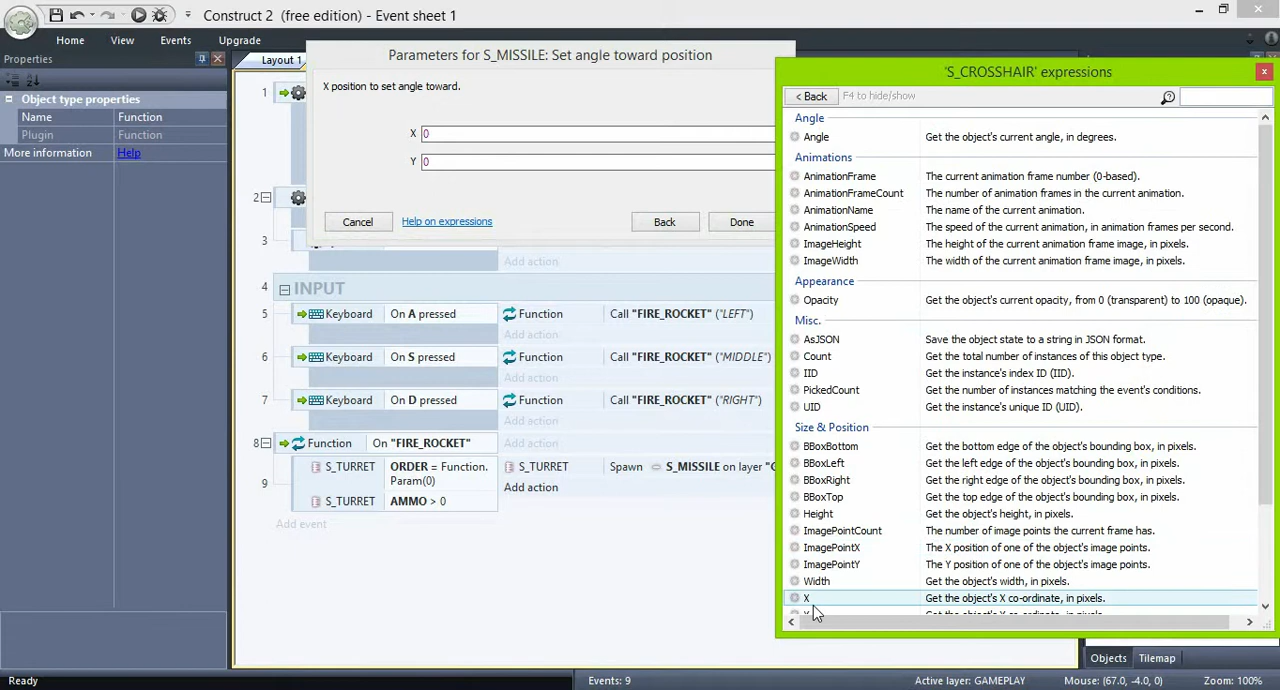 Construct 2 (free edition) - Event sheet 1
Home View Events Upgrade
Properties
Object type properties
Name Function
Plugin Function
More information Help
Layout 1
Parameters for S_MISSILE: Set angle toward position
X position to set angle toward.
X 0
Y 0
Cancel Help on expressions Back Done
1
2
3
Add action
4 INPUT
5 Keyboard On A pressed Function Call "FIRE_ROCKET" ("LEFT")
Add action
6 Keyboard On S pressed Function Call "FIRE_ROCKET" ("MIDDLE")
Add action
7 Keyboard On D pressed Function Call "FIRE_ROCKET" ("RIGHT")
Add action
8 Function On "FIRE_ROCKET" Add action
9 S_TURRET ORDER = Function.
Param(0)
S_TURRET Spawn S_MISSILE on layer
S_TURRET AMMO > 0
Add action
Add event
'S_CROSSHAIR' expressions
< Back F4 to hide/show
Angle
Angle Get the object's current angle, in degrees.
Animations
AnimationFrame The current animation frame number (0-based).
AnimationFrameCount The number of animation frames in the current animation.
AnimationName The name of the current animation.
AnimationSpeed The speed of the current animation, in animation frames per second.
ImageHeight The height of the current animation frame image, in pixels.
ImageWidth The width of the current animation frame image, in pixels.
Appearance
Opacity Get the object's current opacity, from 0 (transparent) to 100 (opaque).
Misc.
AsJSON Save the object state to a string in JSON format.
Count Get the total number of instances of this object type.
IID Get the instance's index ID (IID).
PickedCount Get the number of instances matching the event's conditions.
UID Get the instance's unique ID (UID).
Size & Position
BBoxBottom Get the bottom edge of the object's bounding box, in pixels.
BBoxLeft Get the left edge of the object's bounding box, in pixels.
BBoxRight Get the right edge of the object's bounding box, in pixels.
BBoxTop Get the top edge of the object's bounding box, in pixels.
Height Get the object's height, in pixels.
ImagePointCount The number of image points the current frame has.
ImagePointX The X position of one of the object's image points.
ImagePointY The Y position of one of the object's image points.
Width Get the object's width, in pixels.
X Get the object's X co-ordinate, in pixels.
Objects Tilemap
Ready Events: 9 Active layer: GAMEPLAY Mouse: (67.0, -4.0, 0) Zoom: 100%